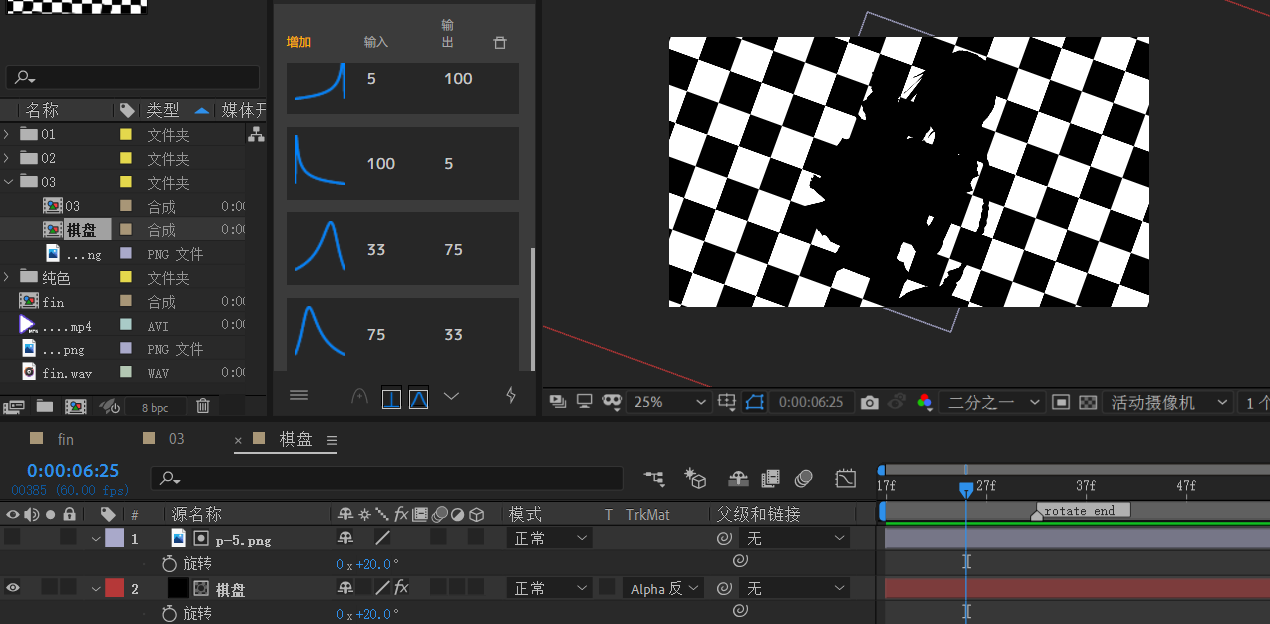 增加 输入 输出
5 100
100 5
33 75
75 33
名称 类型 媒体开
01 文件夹
02 文件夹
03 文件夹
03 合成 0:00
棋盘 合成 0:00
...ng PNG 文件
纯色 文件夹
fin 合成 0:00
....mp4 AVI 0:00
...png PNG 文件
fin.wav WAV 0:00
8 bpc
25% 0:00:06:25 二分之一 活动摄像机 1 个
fin 03 × 棋盘
0:00:06:25
00385 (60.00 fps)
17f 27f 37f 47f
# 源名称 fx 模式 T TrkMat 父级和链接
rotate end
1 p-5.png 正常 无
旋转 0x+20.0°
2 棋盘 fx 正常 Alpha 反 无
旋转 0x+20.0°